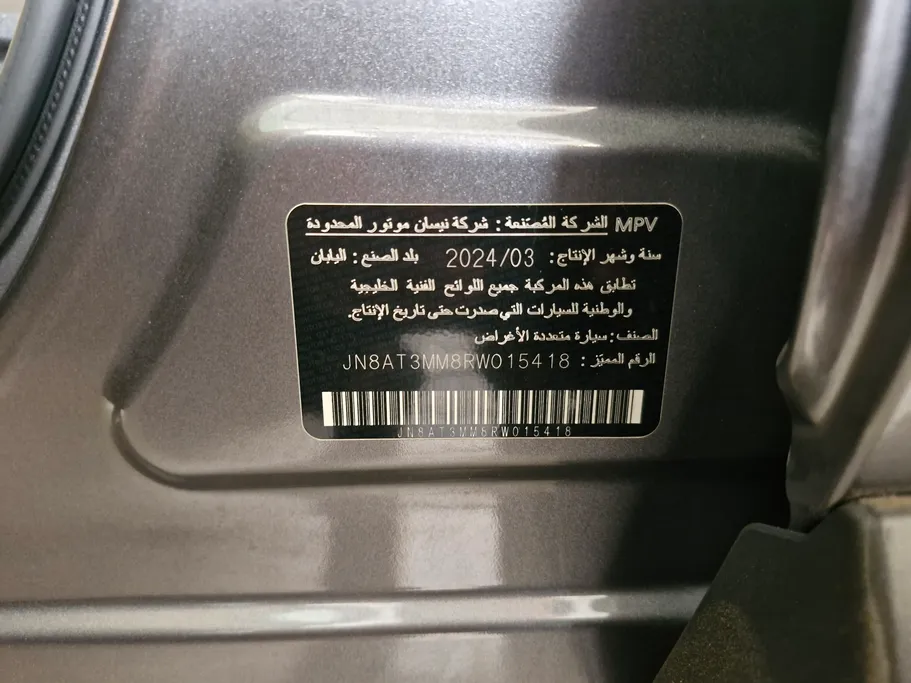 MPV الشركة المُصنعة : شركة نيسان موتور المحدودة
سنة وشهر الإنتاج: 2024/03 بلد الصنع : اليابان
تطابق هذه المركبة جميع اللوائح الفنية الخليجية
والوطنية للسيارات التي صدرت حتى تاريخ الإنتاج.
الصنف: سيارة متعددة الأغراض
الرقم المميز : JN8AT3MM8RW015418
JN8AT3MM8RW015418